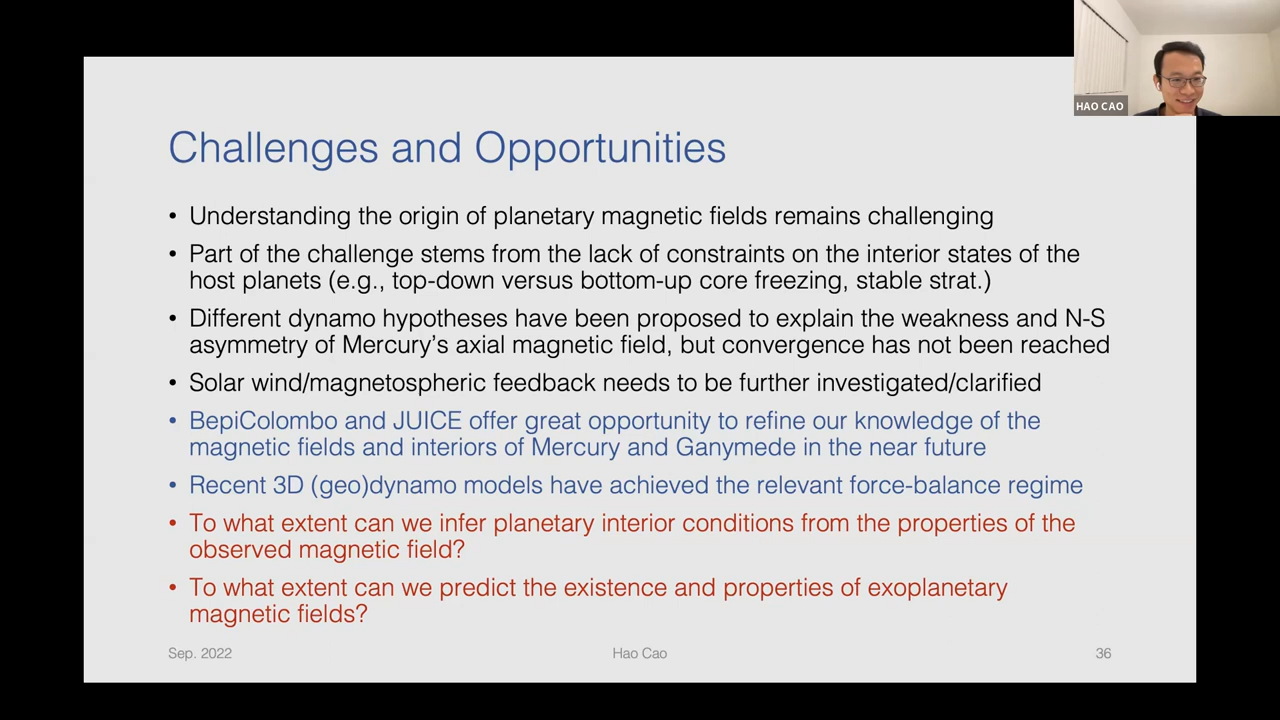 HAO CAO
Challenges and Opportunities
• Understanding the origin of planetary magnetic fields remains challenging
• Part of the challenge stems from the lack of constraints on the interior states of the
host planets (e.g., top-down versus bottom-up core freezing, stable strat.)
• Different dynamo hypotheses have been proposed to explain the weakness and N-S
asymmetry of Mercury’s axial magnetic field, but convergence has not been reached
• Solar wind/magnetospheric feedback needs to be further investigated/clarified
• BepiColombo and JUICE offer great opportunity to refine our knowledge of the
magnetic fields and interiors of Mercury and Ganymede in the near future
• Recent 3D (geo)dynamo models have achieved the relevant force-balance regime
• To what extent can we infer planetary interior conditions from the properties of the
observed magnetic field?
• To what extent can we predict the existence and properties of exoplanetary
magnetic fields?
Sep. 2022
Hao Cao
36